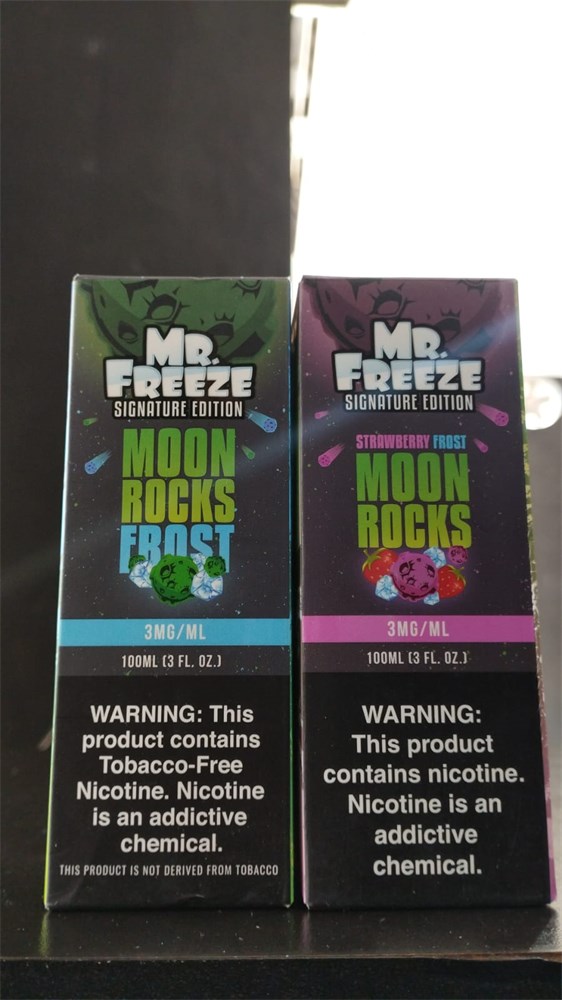 MR.
FREEZE
SIGNATURE EDITION
MOON
ROCKS
FROST
3MG/ML
100ML (3 FL. OZ.)
WARNING: This
product contains
Tobacco-Free
Nicotine. Nicotine
is an addictive
chemical.
THIS PRODUCT IS NOT DERIVED FROM TOBACCO
MR.
FREEZE
SIGNATURE EDITION
STRAWBERRY FROST
MOON
ROCKS
3MG/ML
100ML (3 FL. OZ.)
WARNING:
This product
contains nicotine.
Nicotine is an
addictive
chemical.